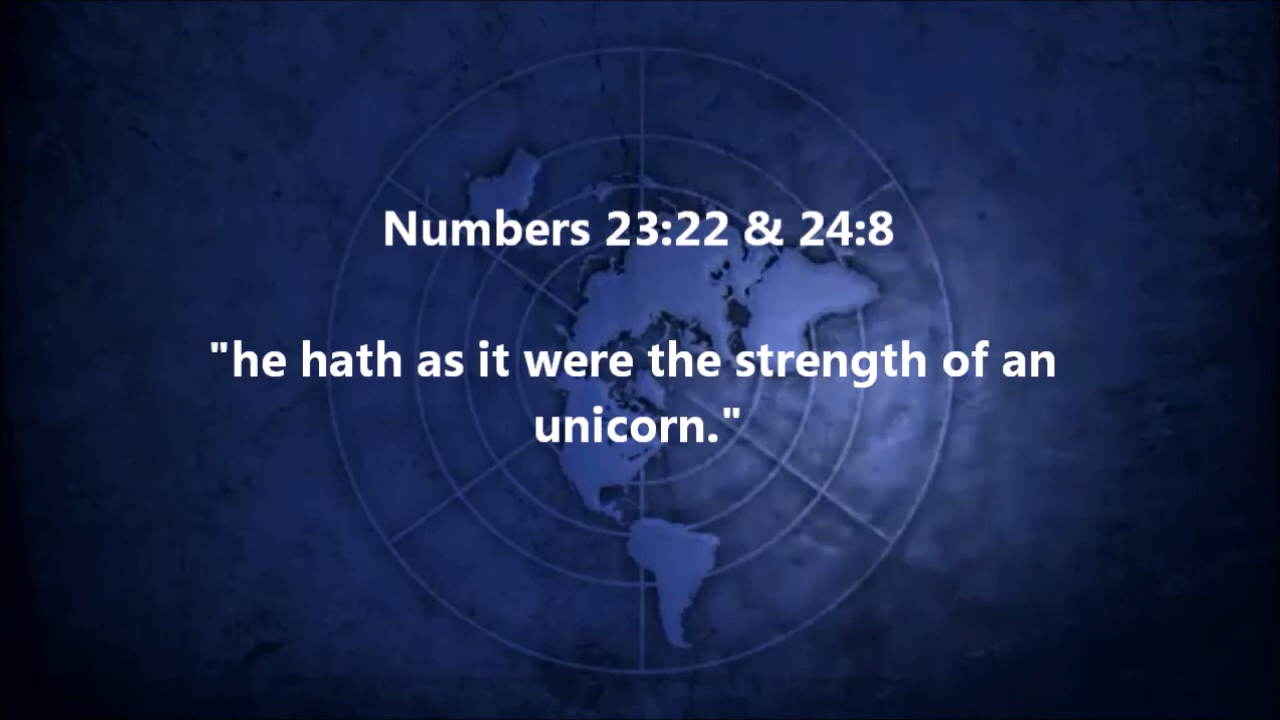 Numbers 23:22 & 24:8
"he hath as it were the strength of an
unicorn."